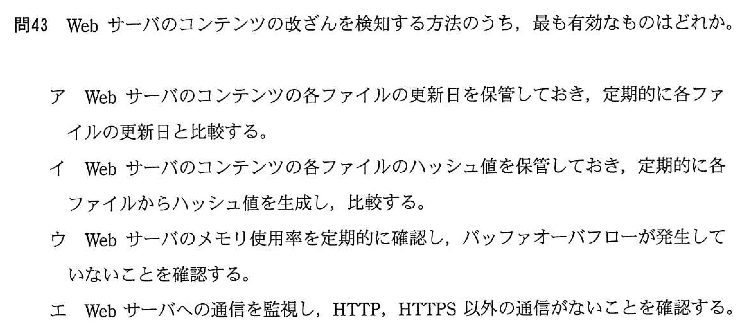 問43 Web サーバのコンテンツの改ざんを検知する方法のうち，最も有効なものはどれか。
ア Web サーバのコンテンツの各ファイルの更新日を保管しておき，定期的に各ファ
イルの更新日と比較する。
イ Web サーバのコンテンツの各ファイルのハッシュ値を保管しておき，定期的に各
ファイルからハッシュ値を生成し，比較する。
ウ Web サーバのメモリ使用率を定期的に確認し，バッファオーバフローが発生して
いないことを確認する。
エ Web サーバへの通信を監視し，HTTP，HTTPS 以外の通信がないことを確認する。